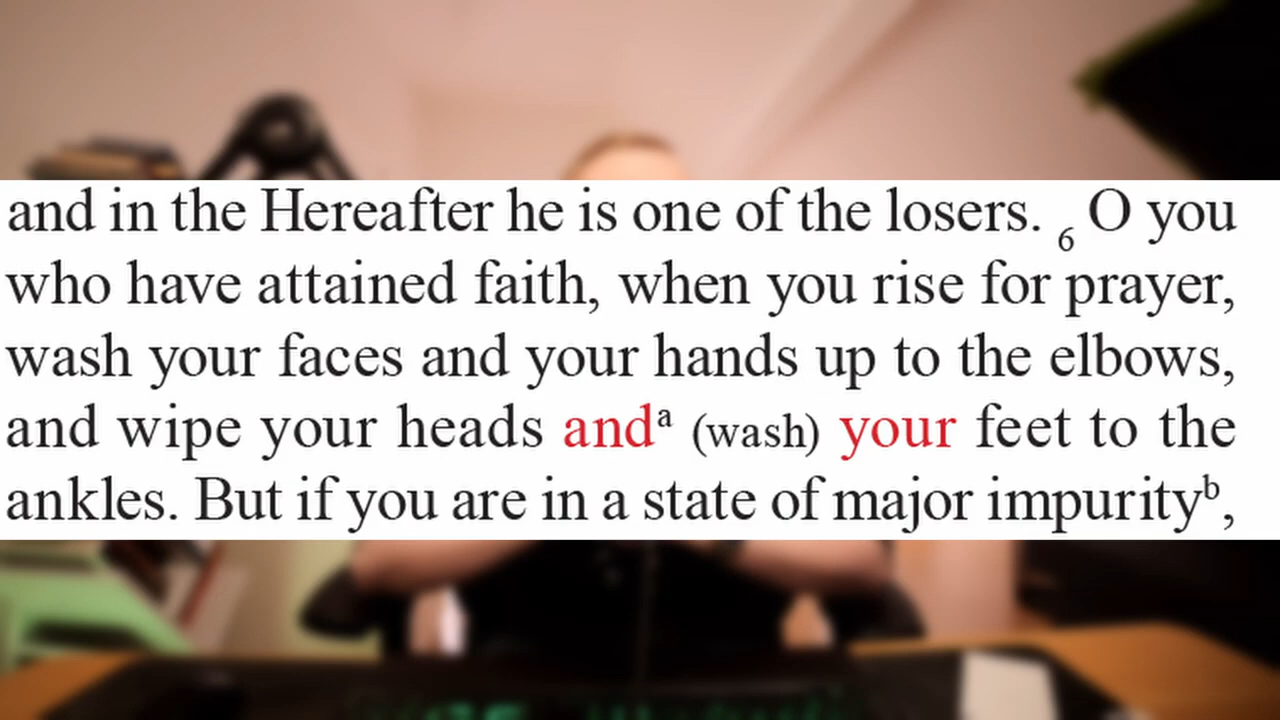 and in the Hereafter he is one of the losers. 6 O you
who have attained faith, when you rise for prayer,
wash your faces and your hands up to the elbows,
and wipe your heads andᵃ (wash) your feet to the
ankles. But if you are in a state of major impurityᵇ,